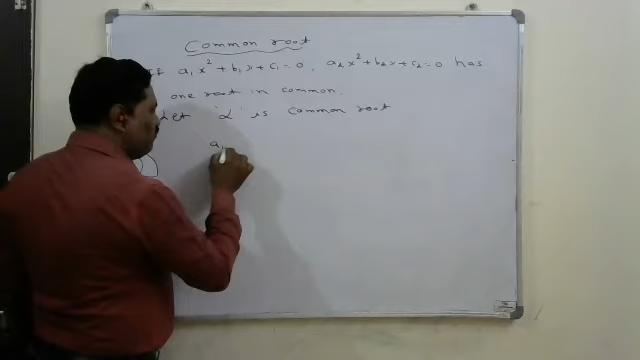 Common root
If a₁x² + b₁x + c₁ = 0, a₂x² + b₂x + c₂ = 0 has
one root in common.
Let 'α' is common root
a₁